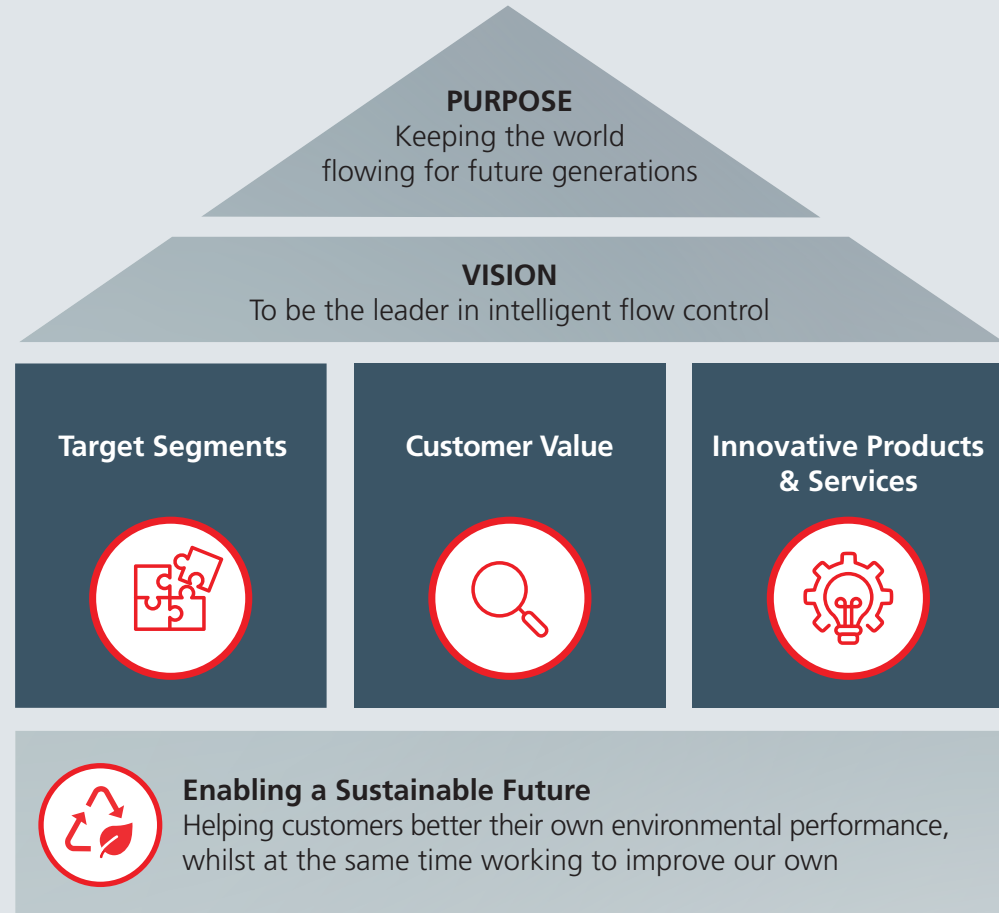 PURPOSE
Keeping the world
flowing for future generations
VISION
To be the leader in intelligent flow control
Target Segments
Customer Value
Innovative Products
& Services
Enabling a Sustainable Future
Helping customers better their own environmental performance,
whilst at the same time working to improve our own